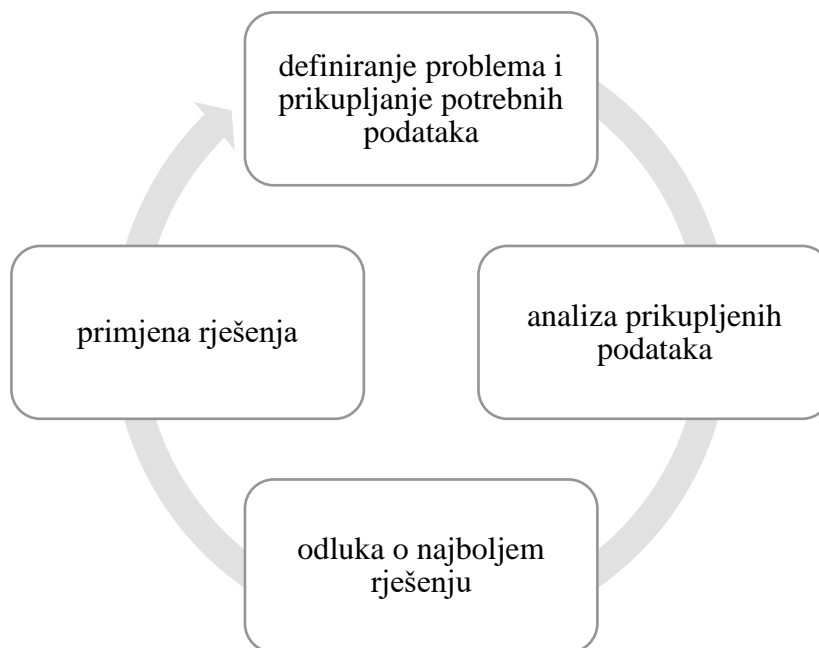 definiranje problema i
prikupljanje potrebnih
podataka
analiza prikupljenih
podataka
odluka o najboljem
rješenju
primjena rješenja